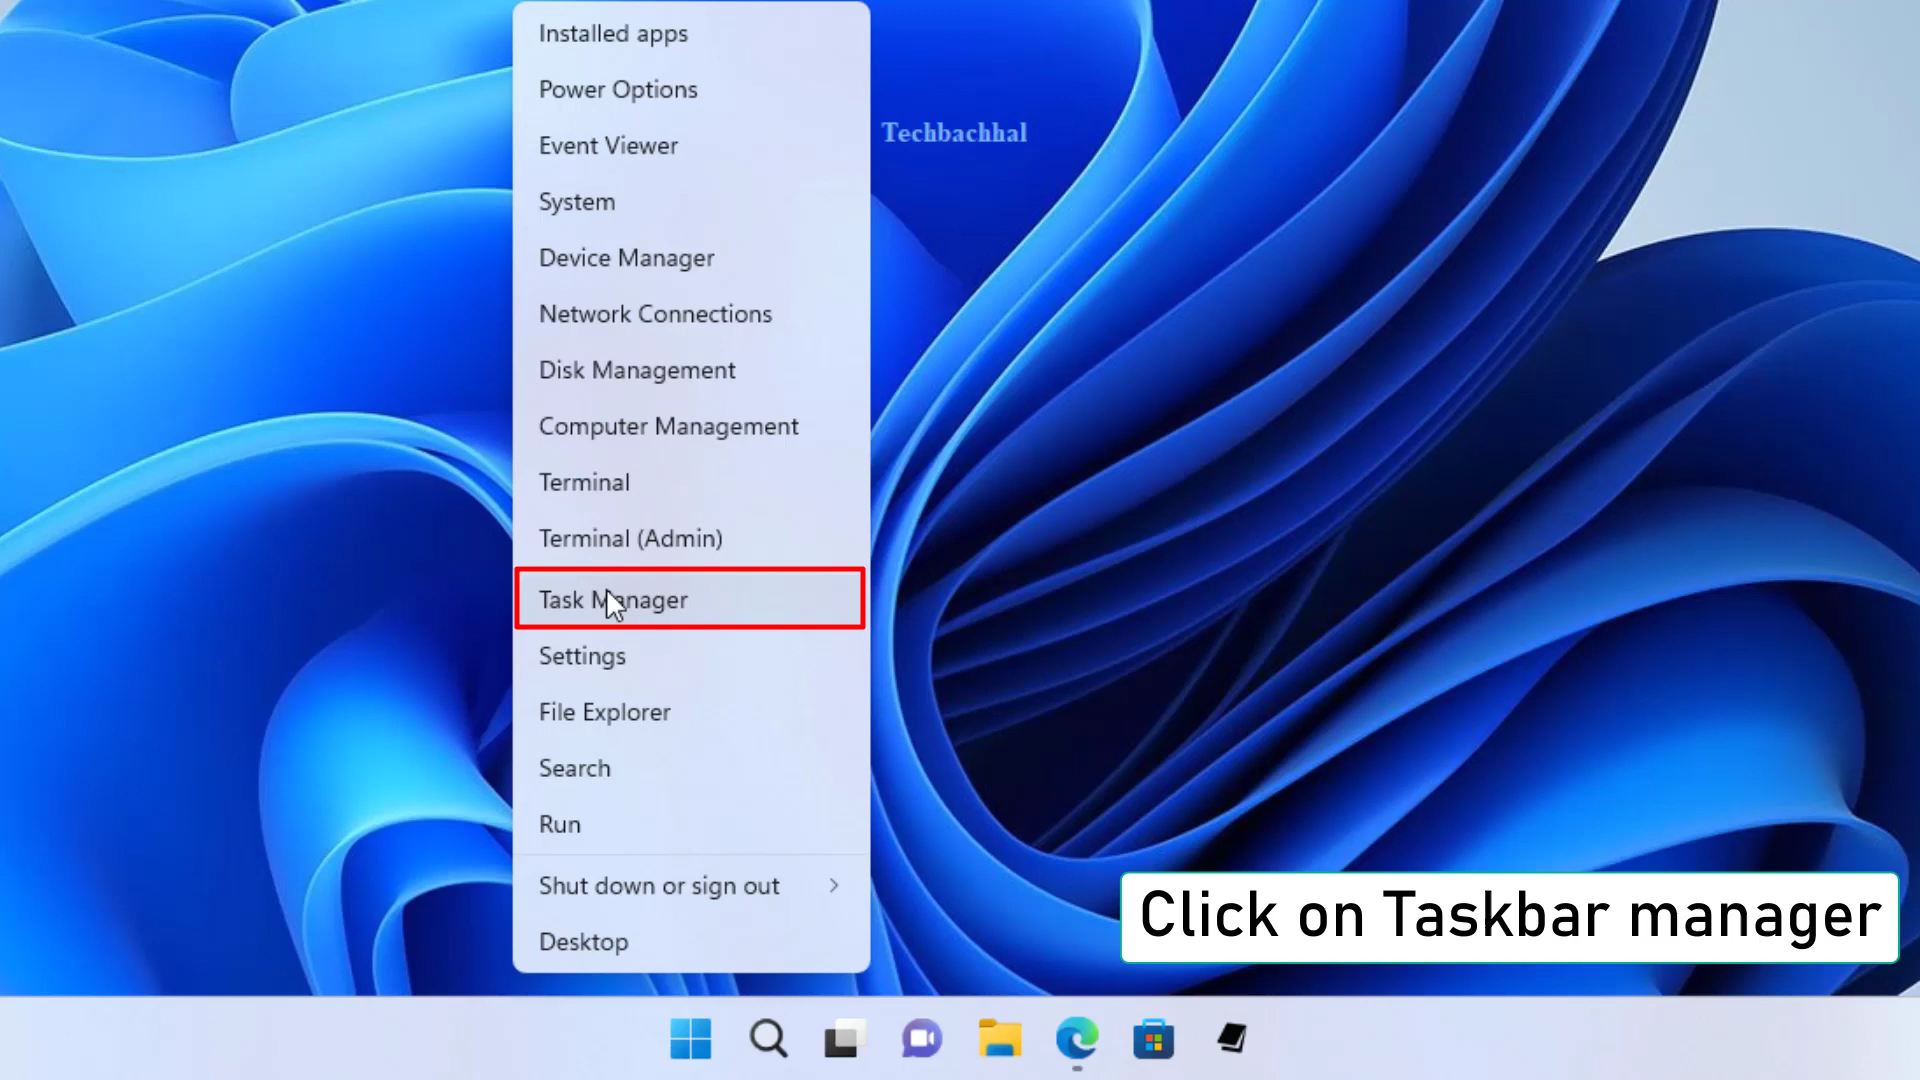 Installed apps
Power Options
Event Viewer
Techbachhal
System
Device Manager
Network Connections
Disk Management
Computer Management
Terminal
Terminal (Admin)
Task Manager
Settings
File Explorer
Search
Run
Shut down or sign out
Desktop
Click on Taskbar manager